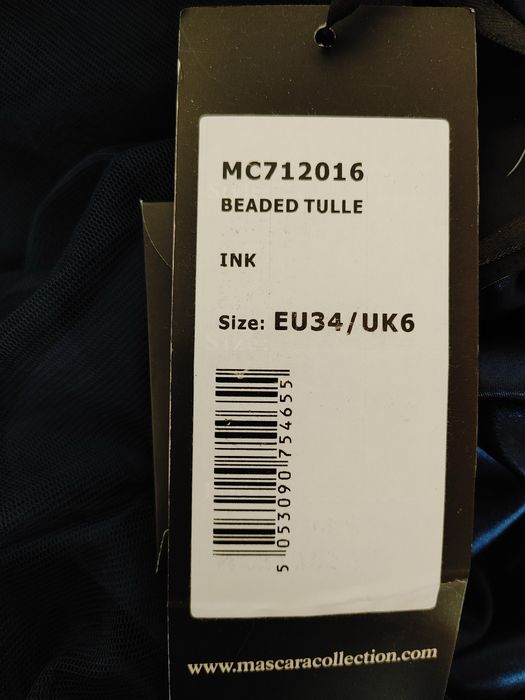 MC712016
BEADED TULLE
INK
Size: EU34/UK6
5 053090 754655
www.mascaracollection.com